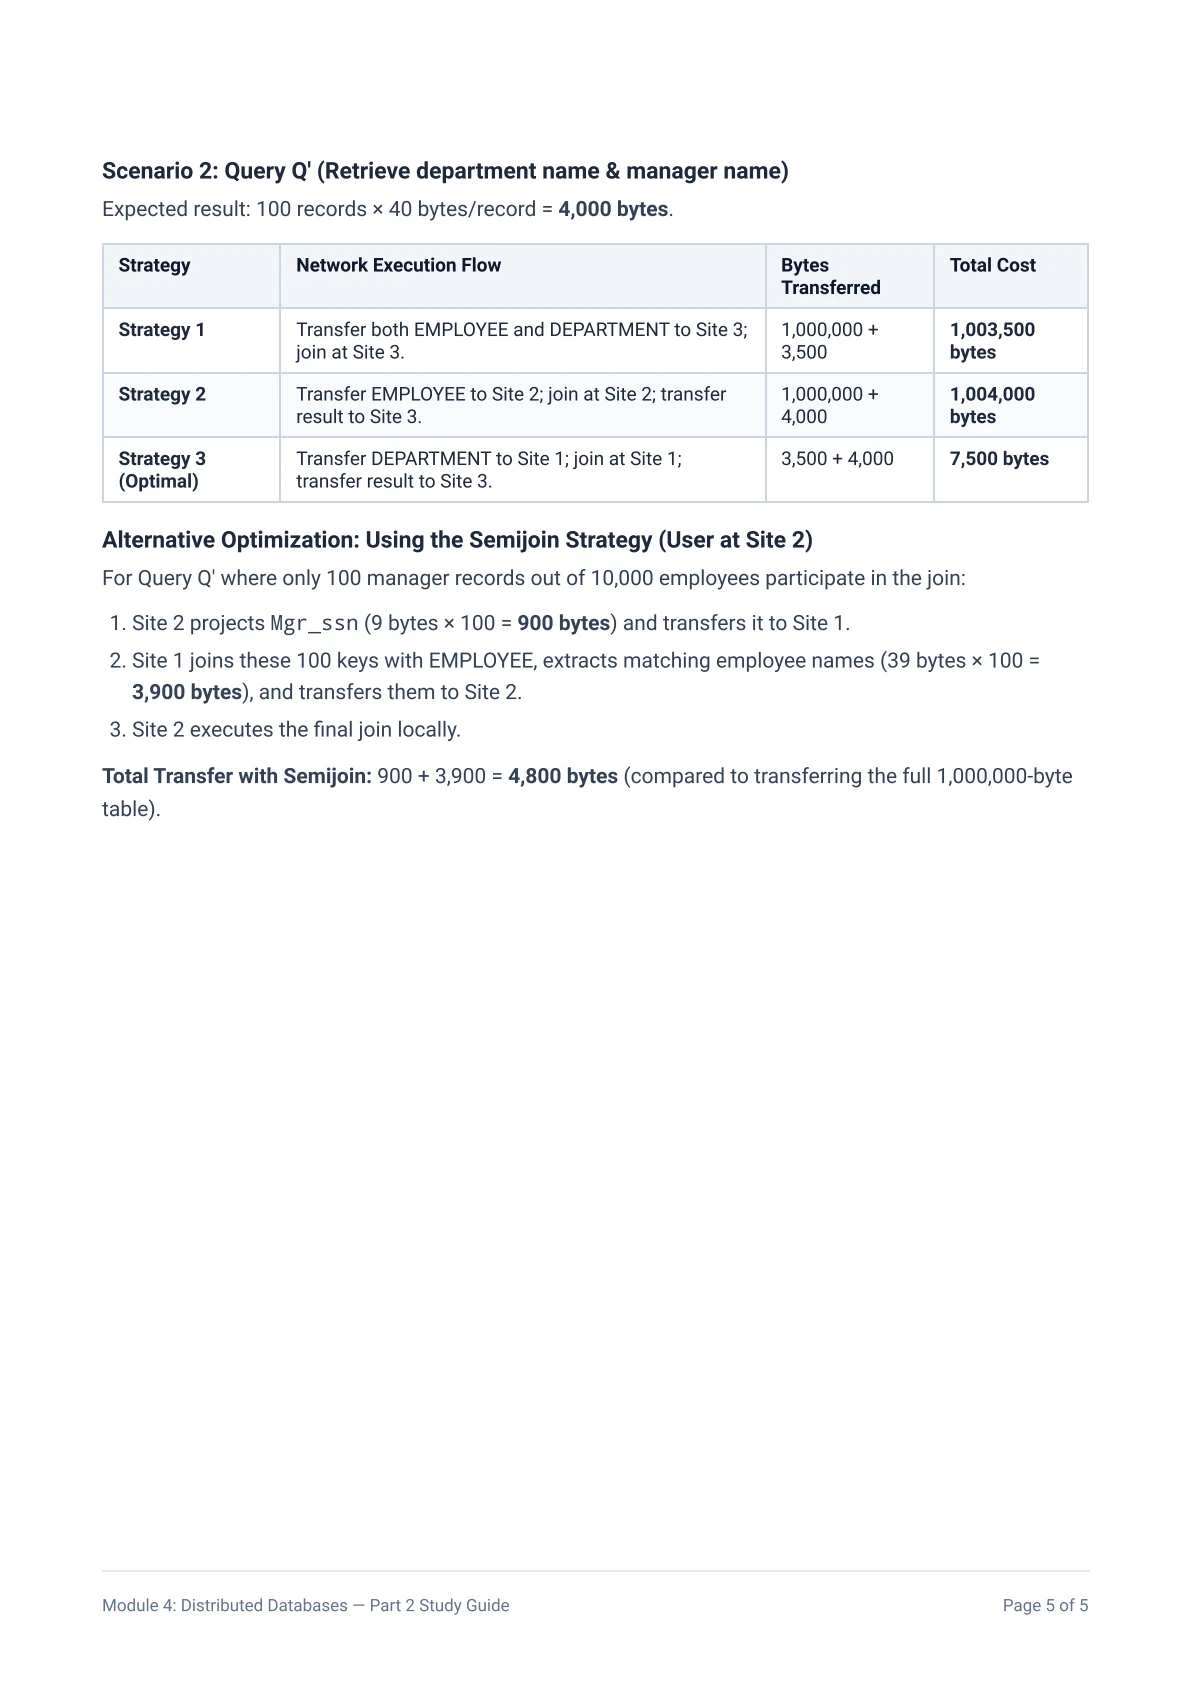 Scenario 2: Query Q' (Retrieve department name & manager name)
Expected result: 100 records × 40 bytes/record = 4,000 bytes.
Strategy
Network Execution Flow
Bytes
Transferred
Total Cost
Strategy 1
Transfer both EMPLOYEE and DEPARTMENT to Site 3;
join at Site 3.
1,000,000 +
3,500
1,003,500
bytes
Strategy 2
Transfer EMPLOYEE to Site 2; join at Site 2; transfer
result to Site 3.
1,000,000 +
4,000
1,004,000
bytes
Strategy 3
(Optimal)
Transfer DEPARTMENT to Site 1; join at Site 1;
transfer result to Site 3.
3,500 + 4,000
7,500 bytes
Alternative Optimization: Using the Semijoin Strategy (User at Site 2)
For Query Q' where only 100 manager records out of 10,000 employees participate in the join:
1. Site 2 projects Mgr_ssn (9 bytes × 100 = 900 bytes) and transfers it to Site 1.
2. Site 1 joins these 100 keys with EMPLOYEE, extracts matching employee names (39 bytes × 100 =
3,900 bytes), and transfers them to Site 2.
3. Site 2 executes the final join locally.
Total Transfer with Semijoin: 900 + 3,900 = 4,800 bytes (compared to transferring the full 1,000,000-byte
table).
Module 4: Distributed Databases — Part 2 Study Guide
Page 5 of 5